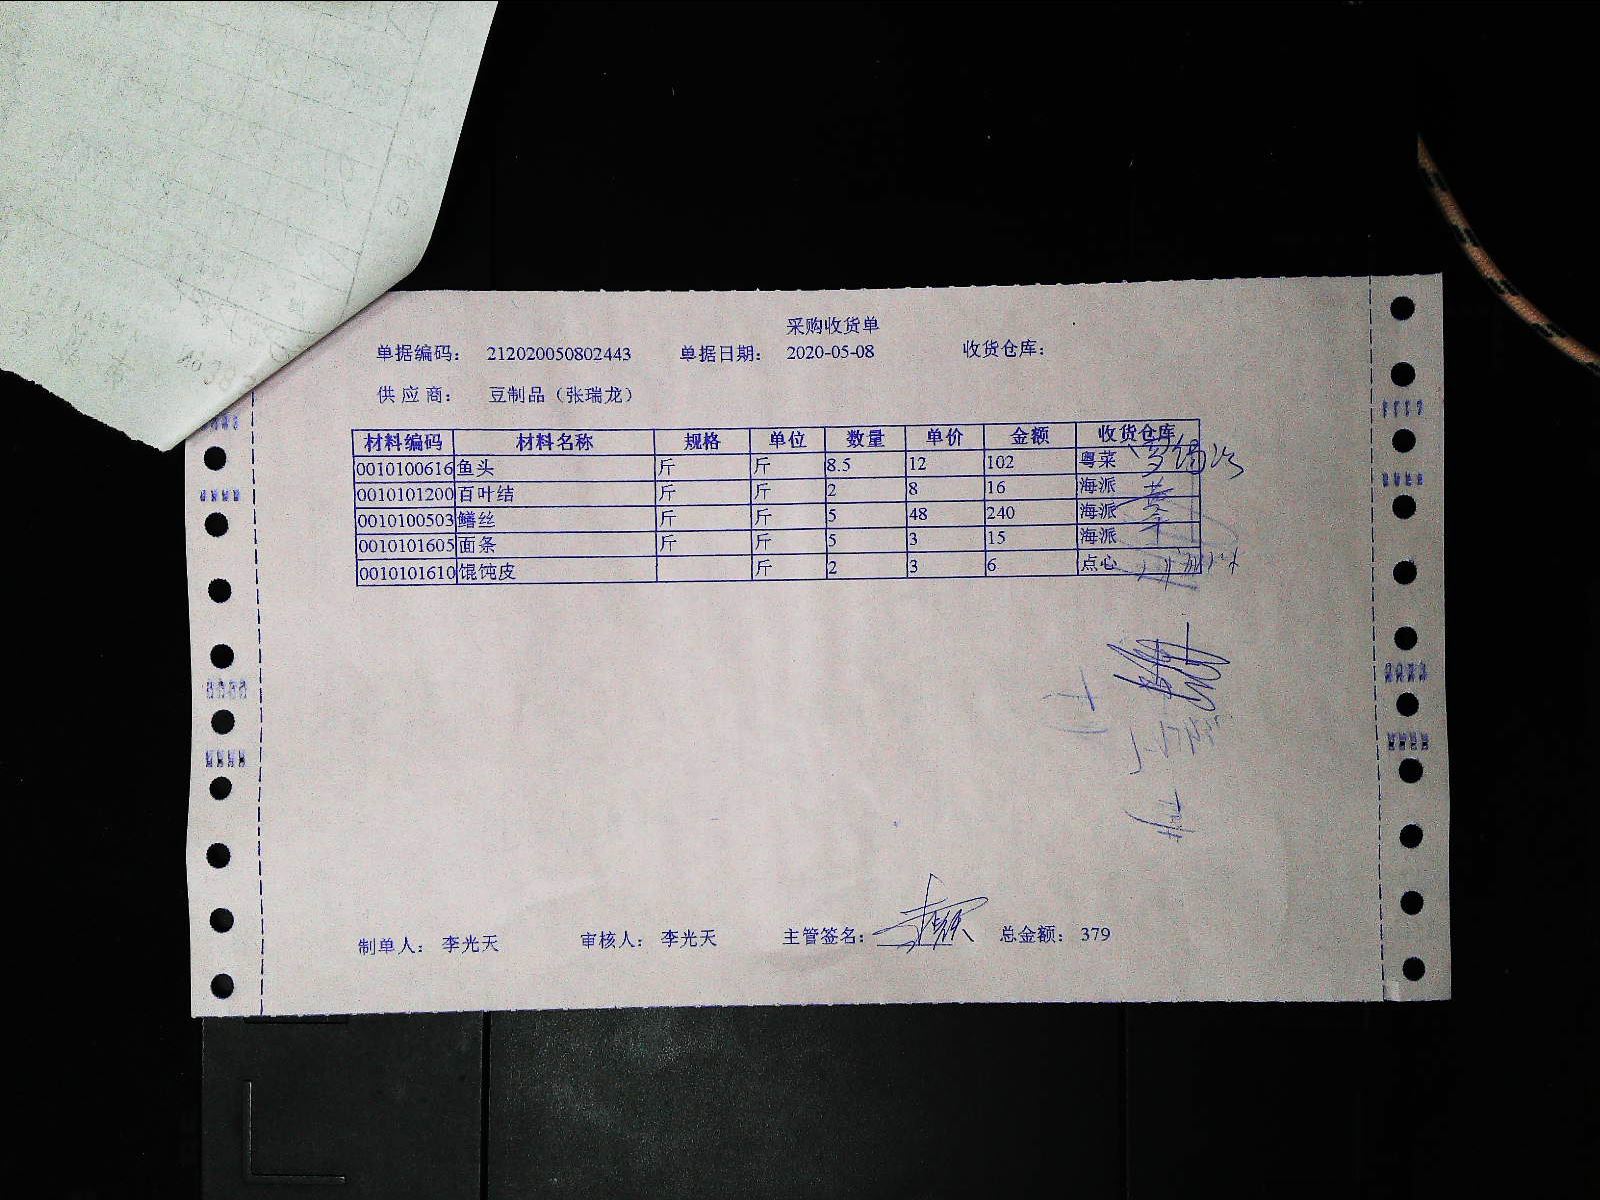 采购收货单
单据编码： 212020050802443 单据日期： 2020-05-08 收货仓库：
供应商： 豆制品（张瑞龙）
材料编码 材料名称 规格 单位 数量 单价 金额 收货仓库
0010100616 鱼头 斤 斤 8.5 12 102 粤菜
0010101200 百叶结 斤 斤 2 8 16 海派
0010100503 鳝丝 斤 斤 5 48 240 海派
0010101605 面条 斤 斤 5 3 15 海派
0010101610 馄饨皮 斤 2 3 6 点心
制单人： 李光天 审核人： 李光天 主管签名： 总金额： 379